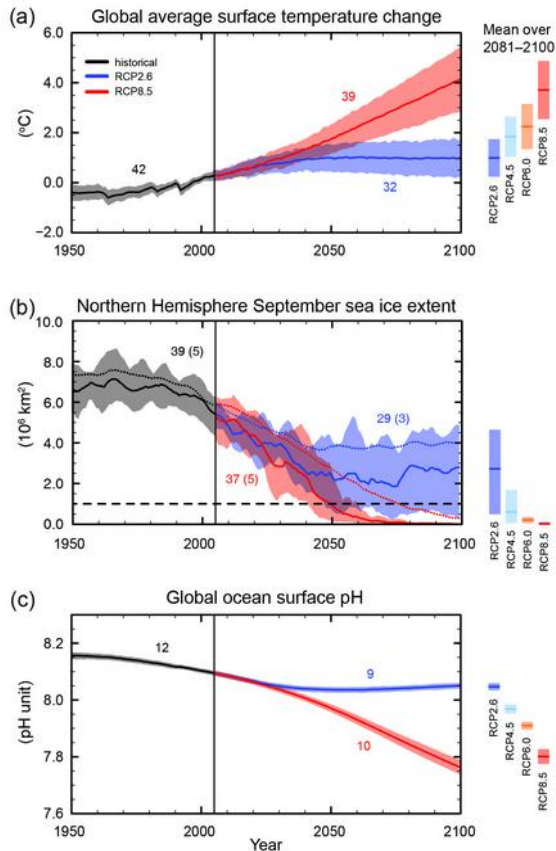 (a) Global average surface temperature change
Mean over
2081–2100
6.0
4.0
2.0
0.0
−2.0
(°C)
historical
RCP2.6
RCP8.5
42
39
32
1950 2000 2050 2100
RCP2.6
RCP4.5
RCP6.0
RCP8.5
(b) Northern Hemisphere September sea ice extent
10.0
8.0
6.0
4.0
2.0
0.0
(10⁶ km²)
39 (5)
29 (3)
37 (5)
1950 2000 2050 2100
RCP2.6
RCP4.5
RCP6.0
RCP8.5
(c) Global ocean surface pH
8.2
8.0
7.8
7.6
(pH unit)
12
9
10
1950 2000 2050 2100
Year
RCP2.6
RCP4.5
RCP6.0
RCP8.5